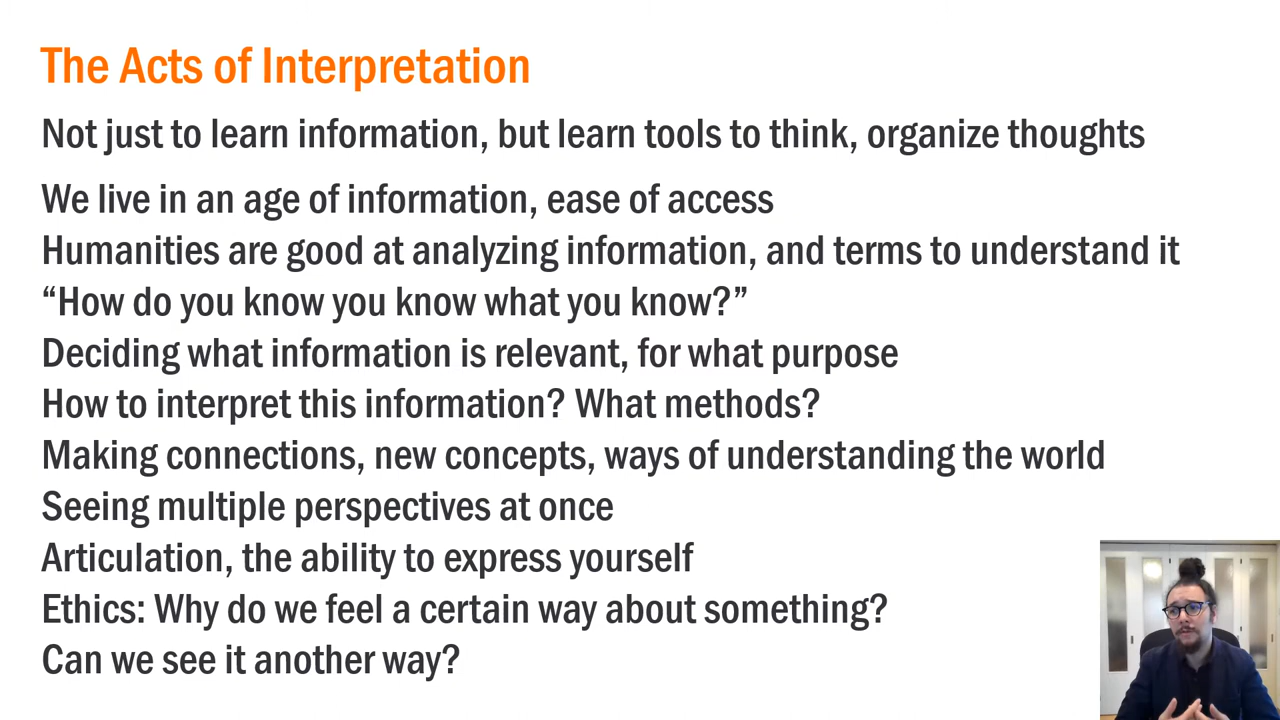 The Acts of Interpretation
Not just to learn information, but learn tools to think, organize thoughts
We live in an age of information, ease of access
Humanities are good at analyzing information, and terms to understand it
“How do you know you know what you know?”
Deciding what information is relevant, for what purpose
How to interpret this information? What methods?
Making connections, new concepts, ways of understanding the world
Seeing multiple perspectives at once
Articulation, the ability to express yourself
Ethics: Why do we feel a certain way about something?
Can we see it another way?